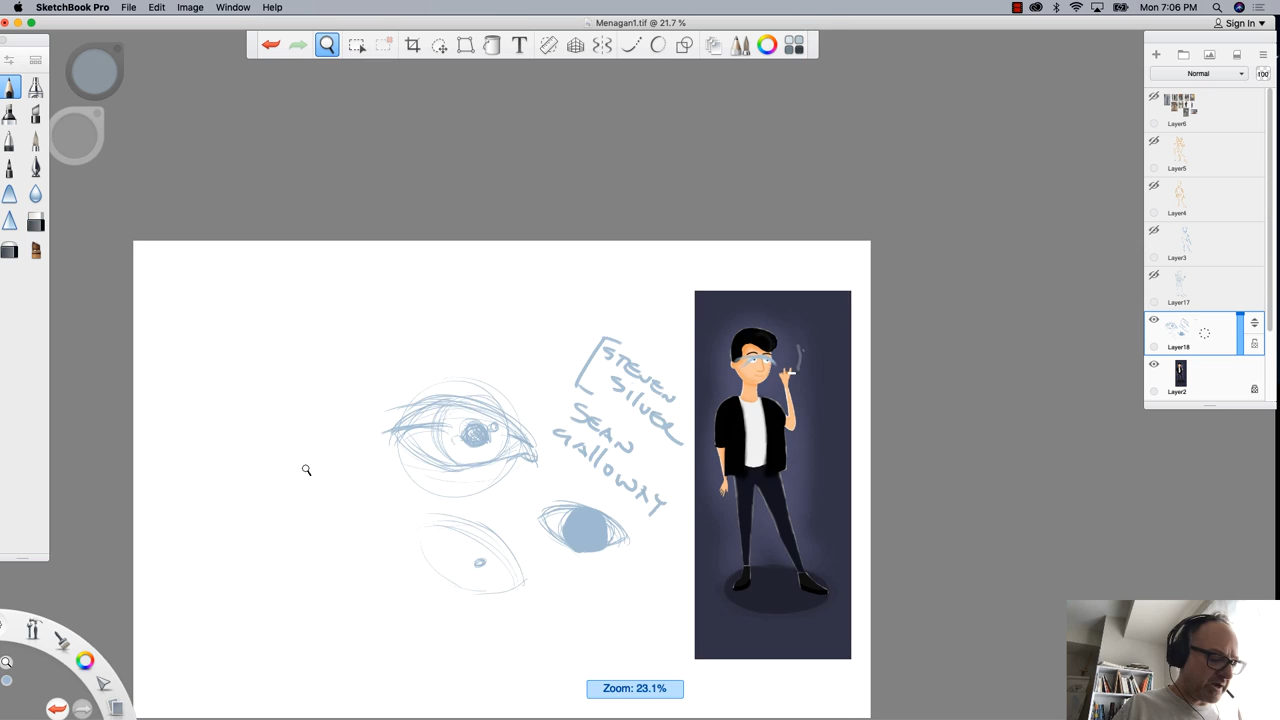 SketchBook Pro File Edit Image Window Help Mon 7:06 PM
Menagan1.tif @ 21.7 %
Sign In
Normal 100
Layer6
Layer5
Layer4
Layer3
Layer17
Layer18
Layer2
STEVEN
SILVER
SEAN
GAlloWAY
Zoom: 23.1%